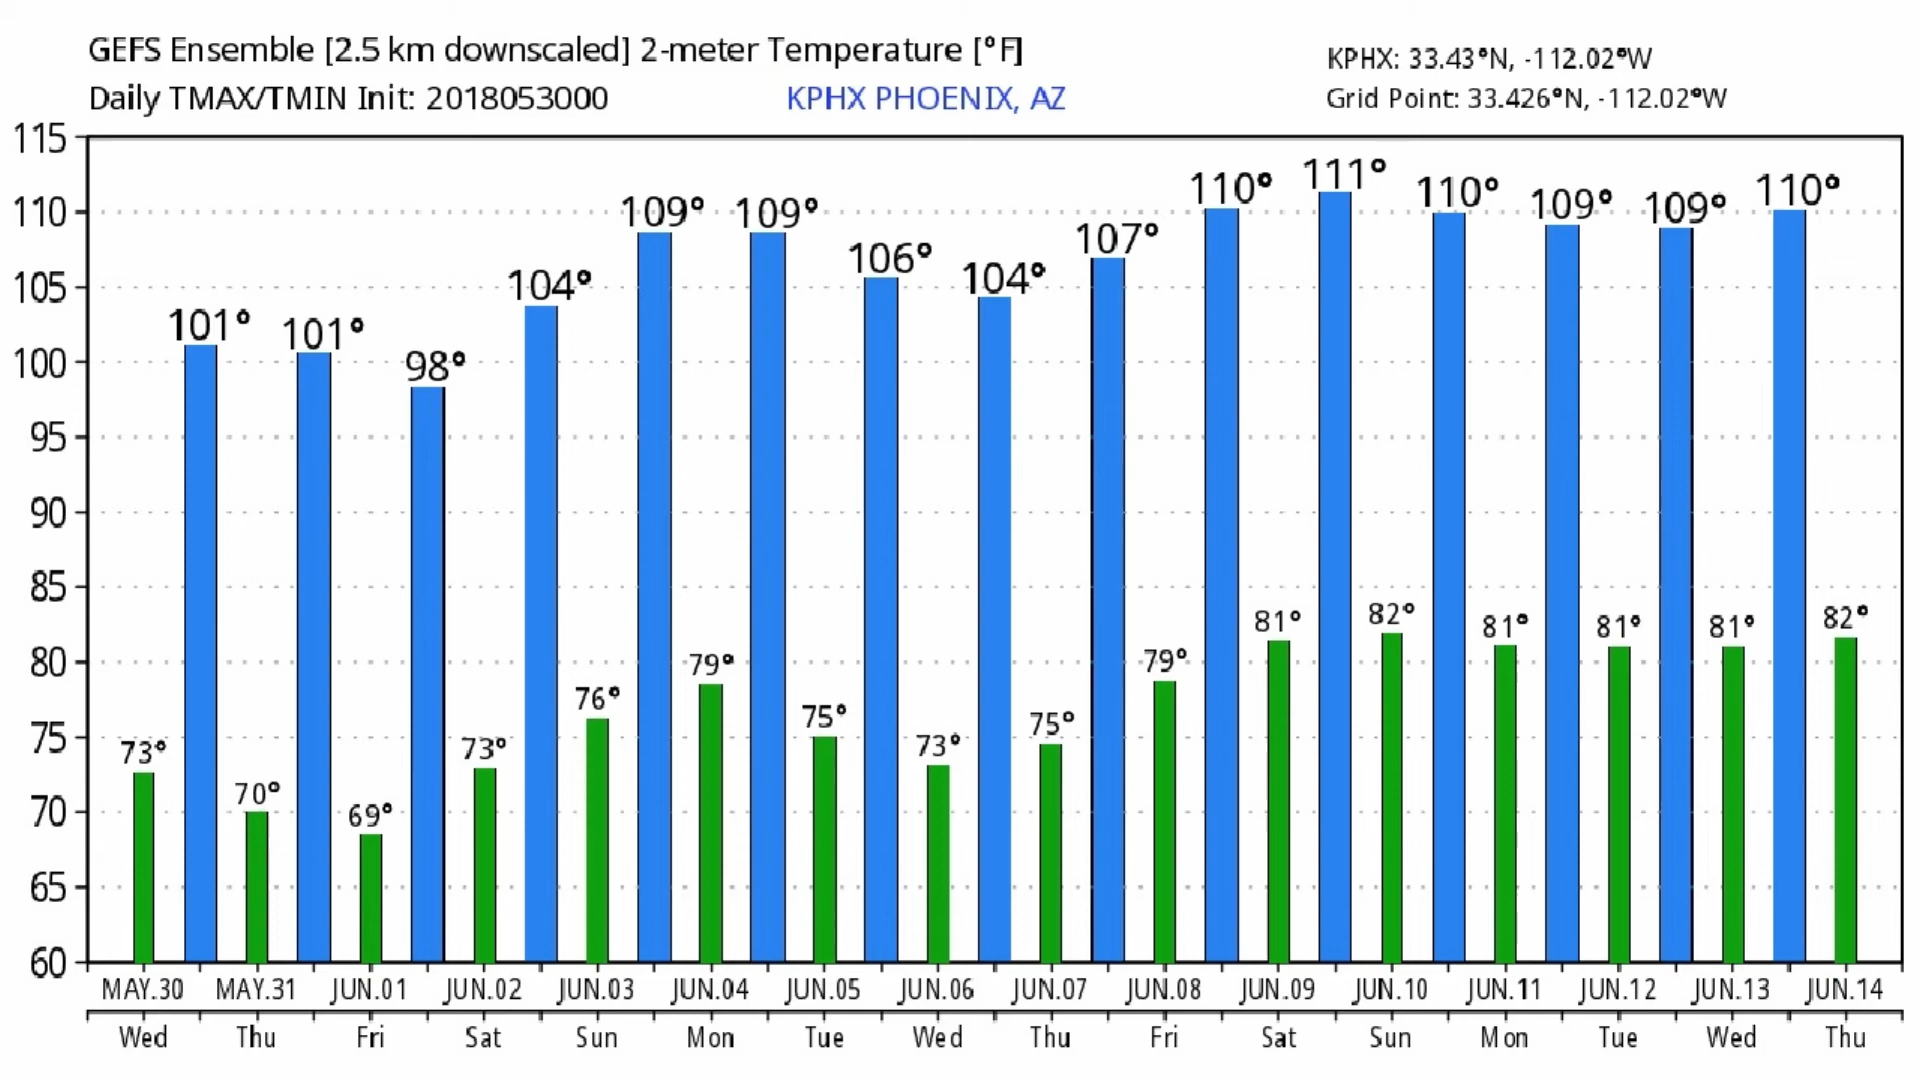 GEFS Ensemble [2.5 km downscaled] 2-meter Temperature [°F]
KPHX: 33.43°N, -112.02°W
Daily TMAX/TMIN Init: 2018053000 KPHX PHOENIX, AZ
Grid Point: 33.426°N, -112.02°W
115
110
105
100
95
90
85
80
75
70
65
60
101° 101° 98° 104° 109° 109° 106° 104° 107° 110° 111° 110° 109° 109° 110°
73° 70° 69° 73° 76° 79° 75° 73° 75° 79° 81° 82° 81° 81° 81° 82°
MAY.30 MAY.31 JUN.01 JUN.02 JUN.03 JUN.04 JUN.05 JUN.06 JUN.07 JUN.08 JUN.09 JUN.10 JUN.11 JUN.12 JUN.13 JUN.14
Wed Thu Fri Sat Sun Mon Tue Wed Thu Fri Sat Sun Mon Tue Wed Thu